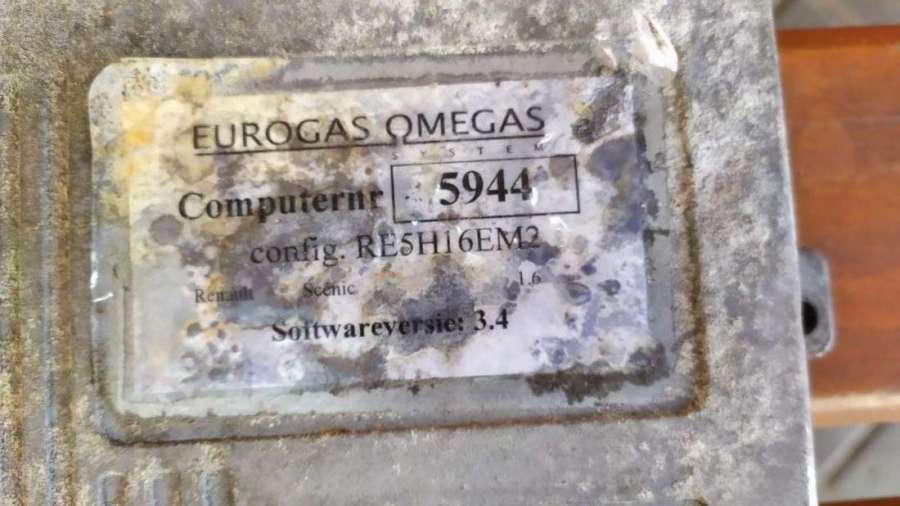 EUROGAS OMEGAS
SYSTEM
Computernr 5944
config. RE5H16EM2
Renault Scenic 1.6
Softwareversie: 3.4